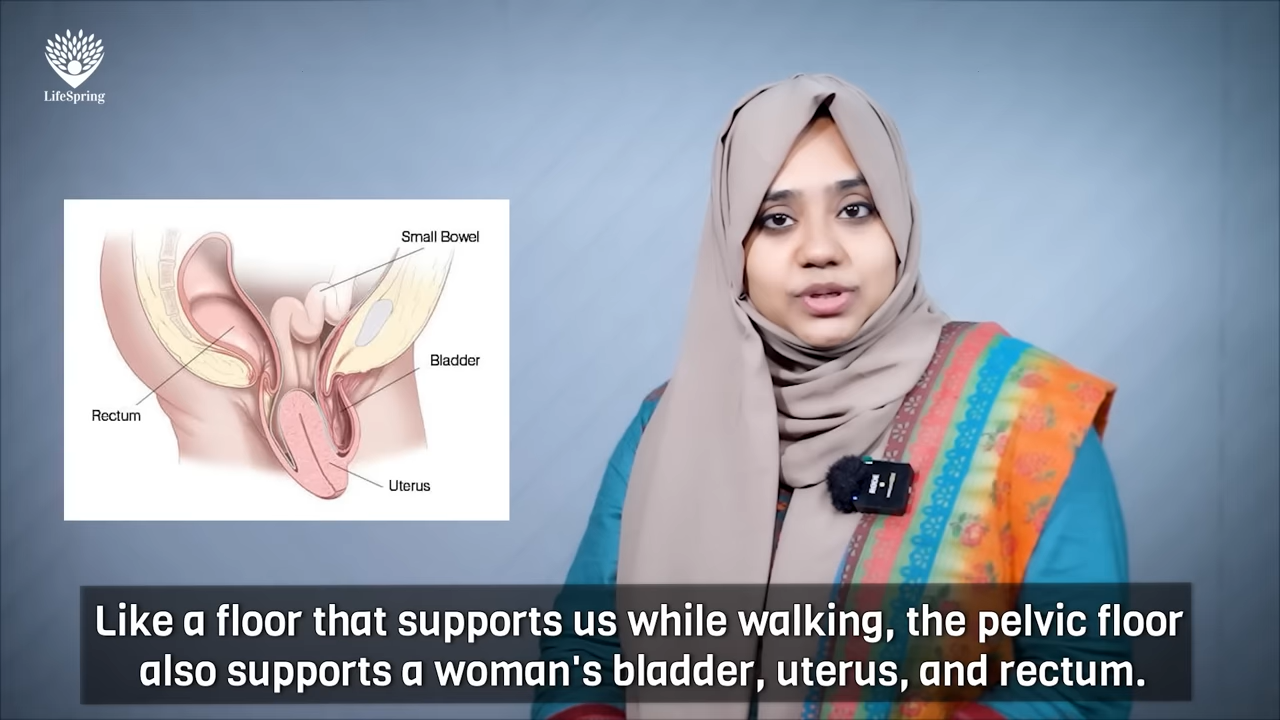 LifeSpring
Small Bowel
Bladder
Rectum
Uterus
RODE
Like a floor that supports us while walking, the pelvic floor
also supports a woman's bladder, uterus, and rectum.